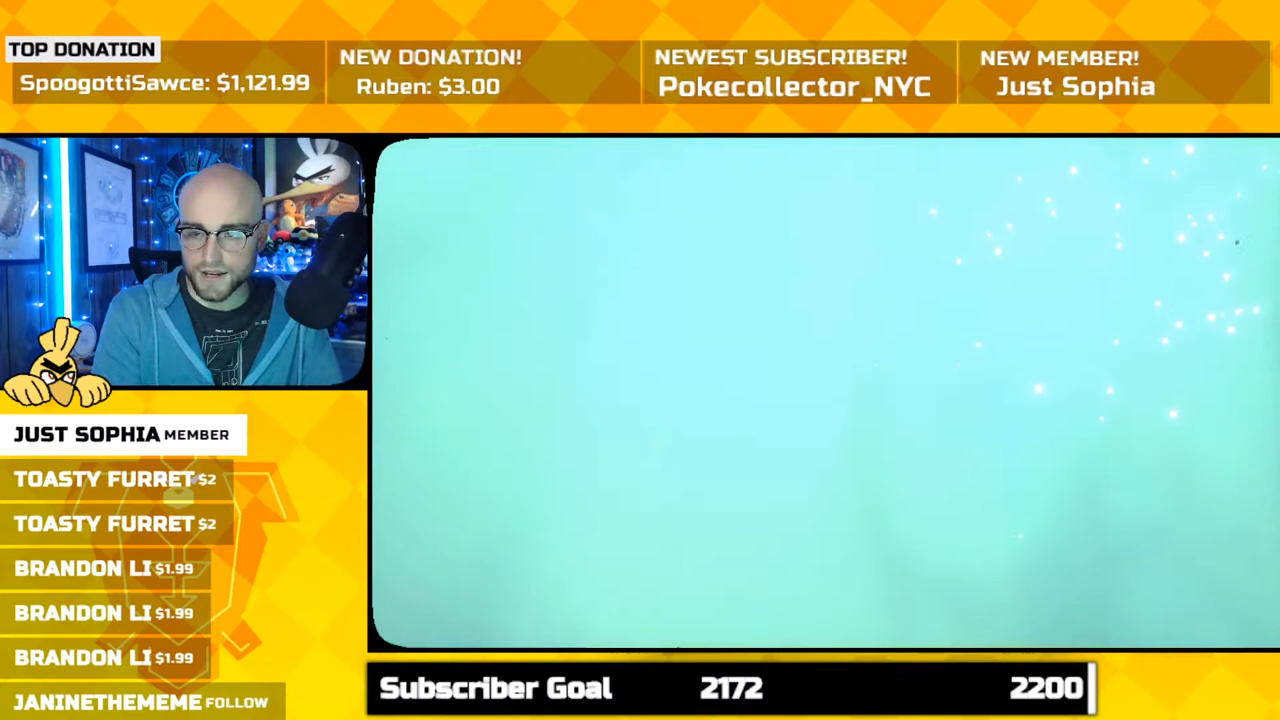 TOP DONATION
SpoogottiSawce: $1,121.99
NEW DONATION!
Ruben: $3.00
NEWEST SUBSCRIBER!
Pokecollector_NYC
NEW MEMBER!
Just Sophia
JUST SOPHIA MEMBER
TOASTY FURRET $2
TOASTY FURRET $2
BRANDON LI $1.99
BRANDON LI $1.99
BRANDON LI $1.99
JANINETHEMEME FOLLOW
Subscriber Goal 2172 2200